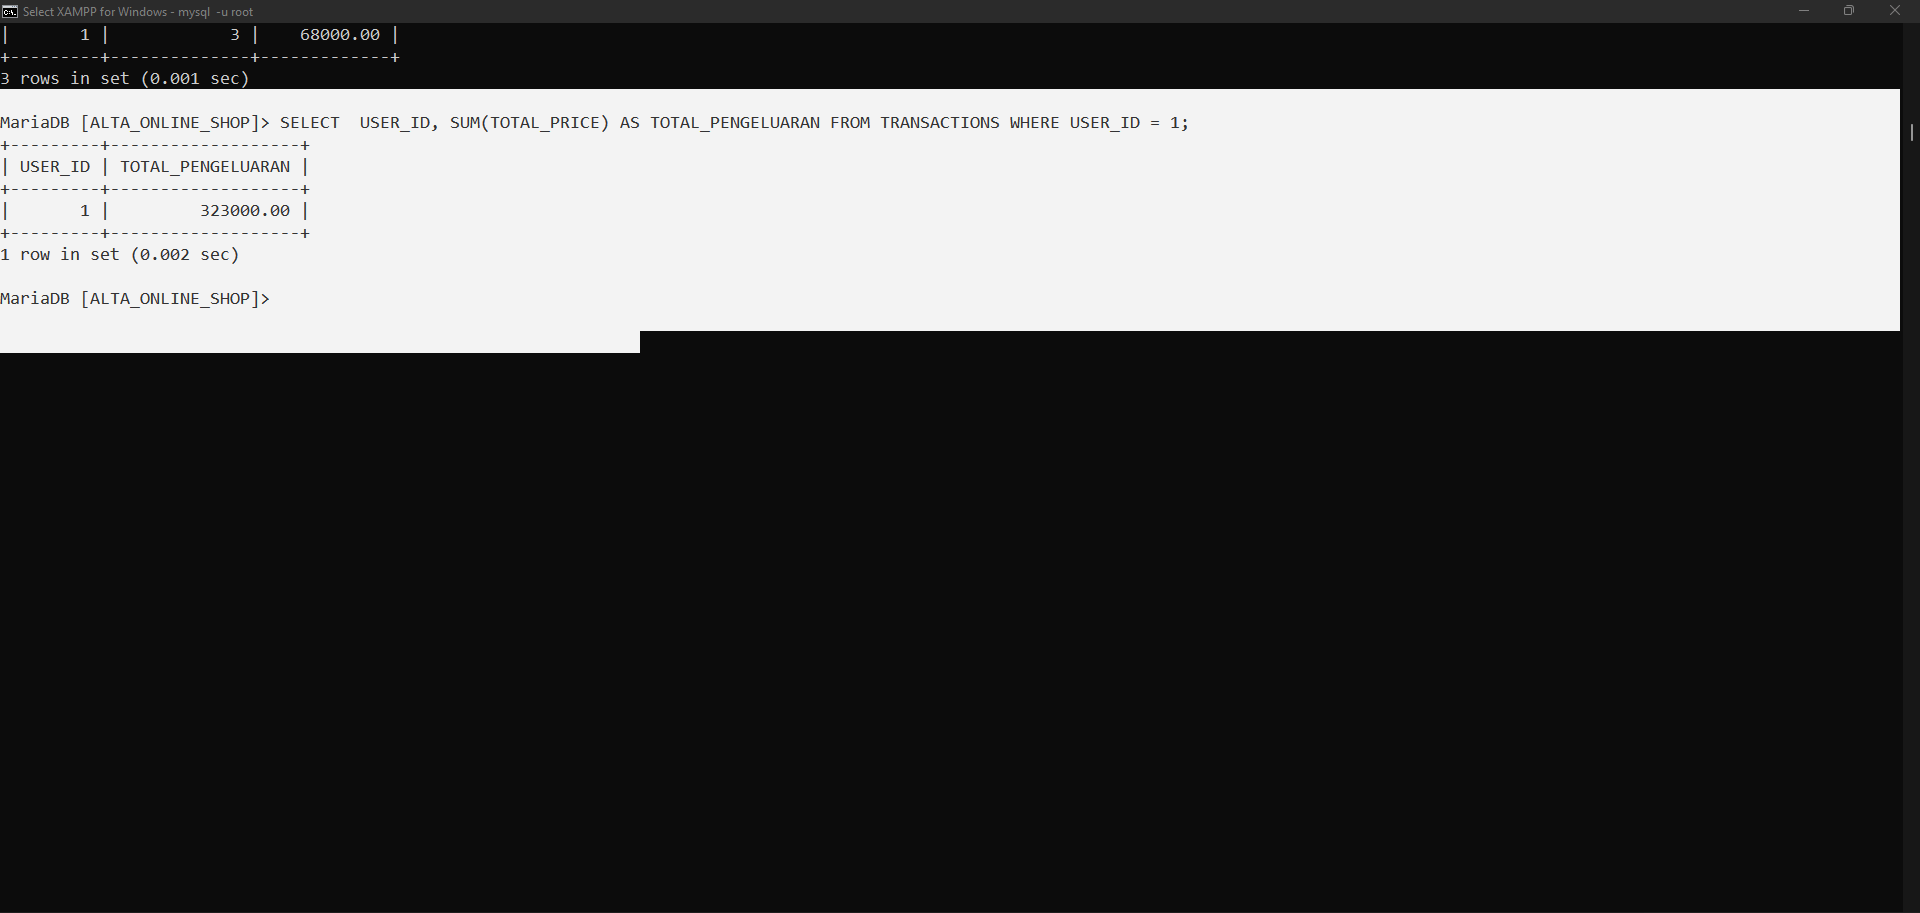 Select XAMPP for Windows - mysql  -u root
|       1 |            3 |    68000.00 |
+---------+--------------+-------------+
3 rows in set (0.001 sec)
MariaDB [ALTA_ONLINE_SHOP]> SELECT  USER_ID, SUM(TOTAL_PRICE) AS TOTAL_PENGELUARAN FROM TRANSACTIONS WHERE USER_ID = 1;
+---------+-------------------+
| USER_ID | TOTAL_PENGELUARAN |
+---------+-------------------+
|       1 |         323000.00 |
+---------+-------------------+
1 row in set (0.002 sec)
MariaDB [ALTA_ONLINE_SHOP]>